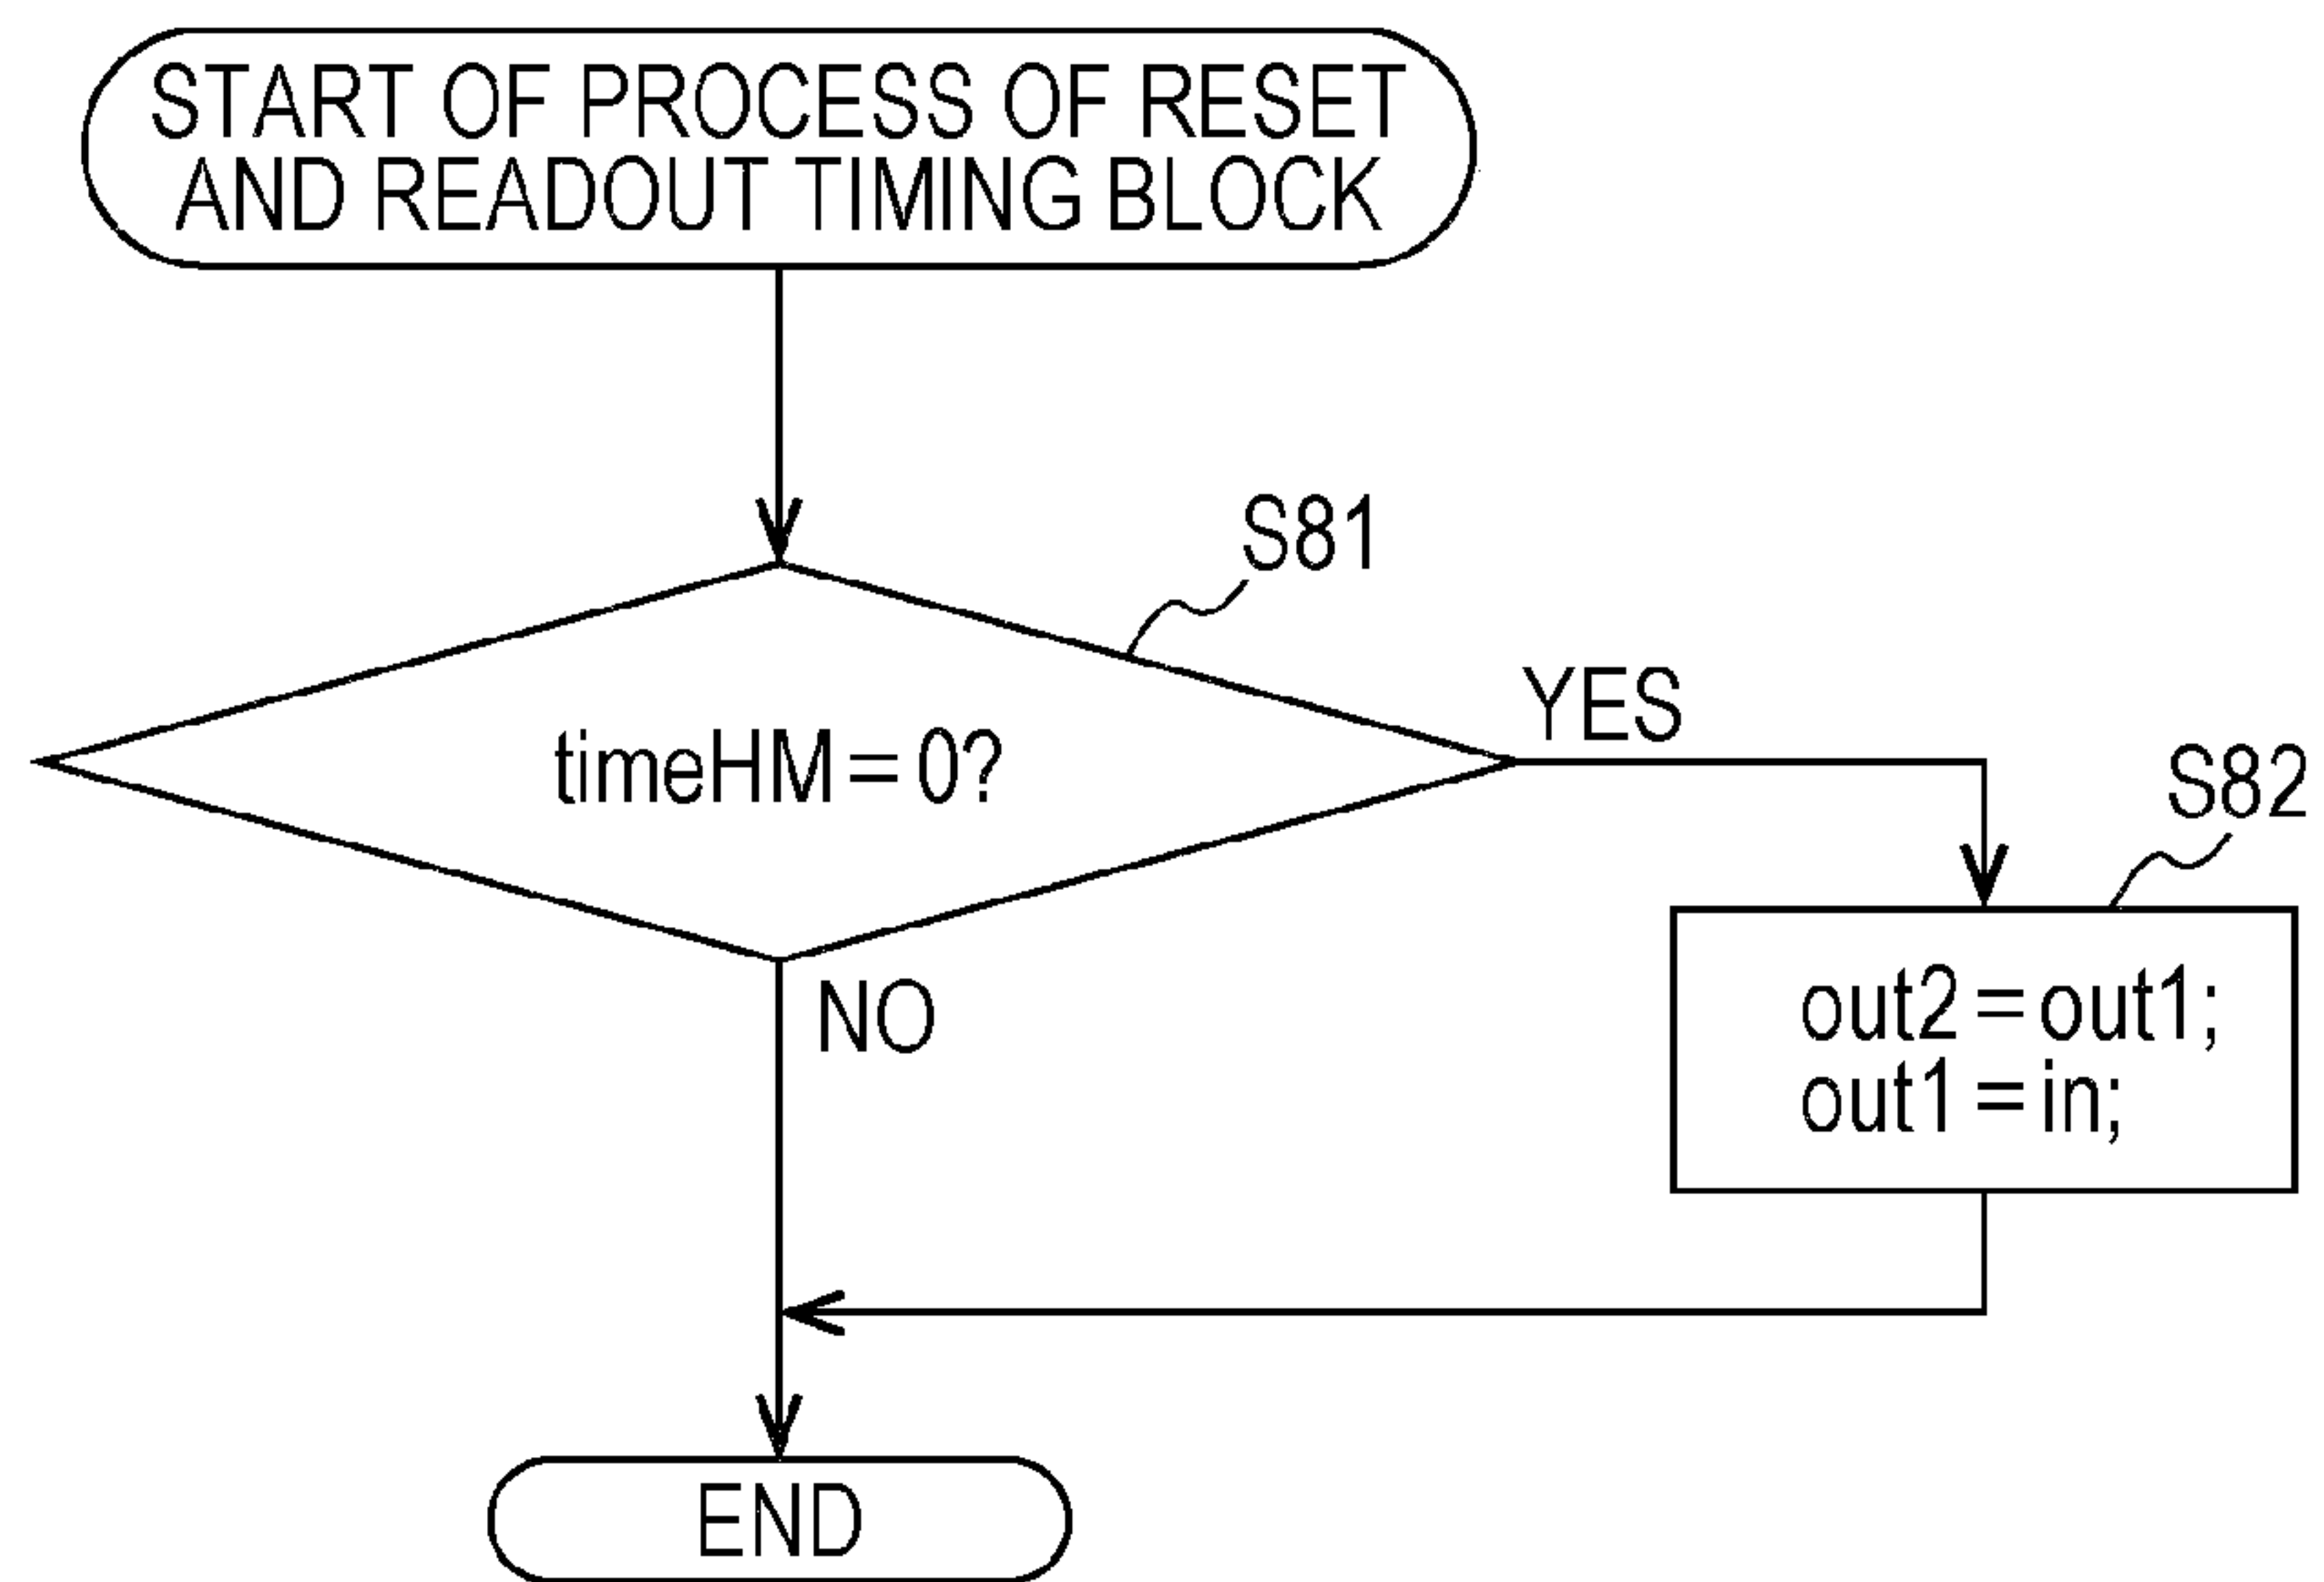 START OF PROCESS OF RESET
AND READOUT TIMING BLOCK
S81
timeHM = 0?
YES
S82
out2 = out1;
out1 = in;
NO
END